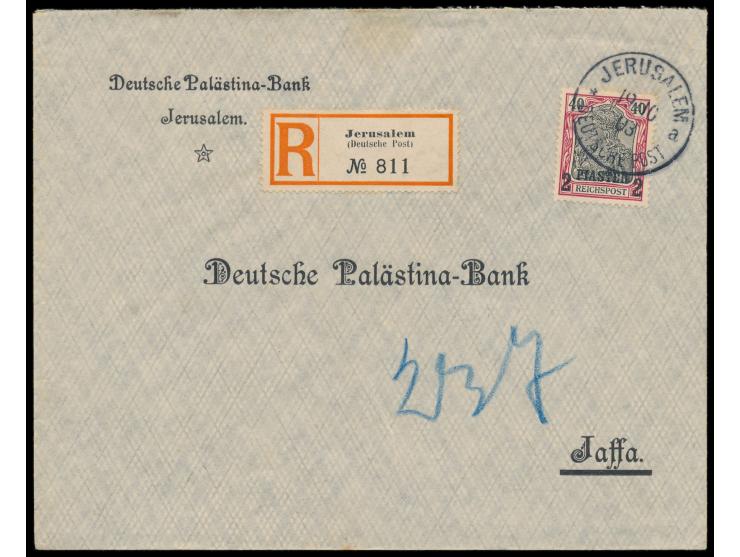 Deutsche Palästina-Bank
Jerusalem.
R
Jerusalem
(Deutsche Post)
№ 811
* JERUSALEM a
DEUTSCHE POST
40 40
2 PIASTER 2
REICHSPOST
Deutsche Palästina-Bank
237
Jaffa.